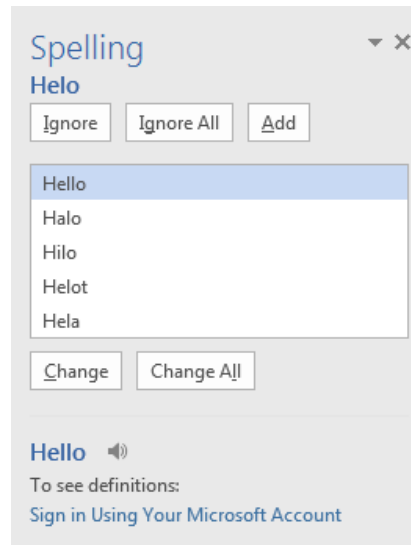 Spelling
Helo
Ignore Ignore All Add
Hello
Halo
Hilo
Helot
Hela
Change Change All
Hello
To see definitions:
Sign in Using Your Microsoft Account